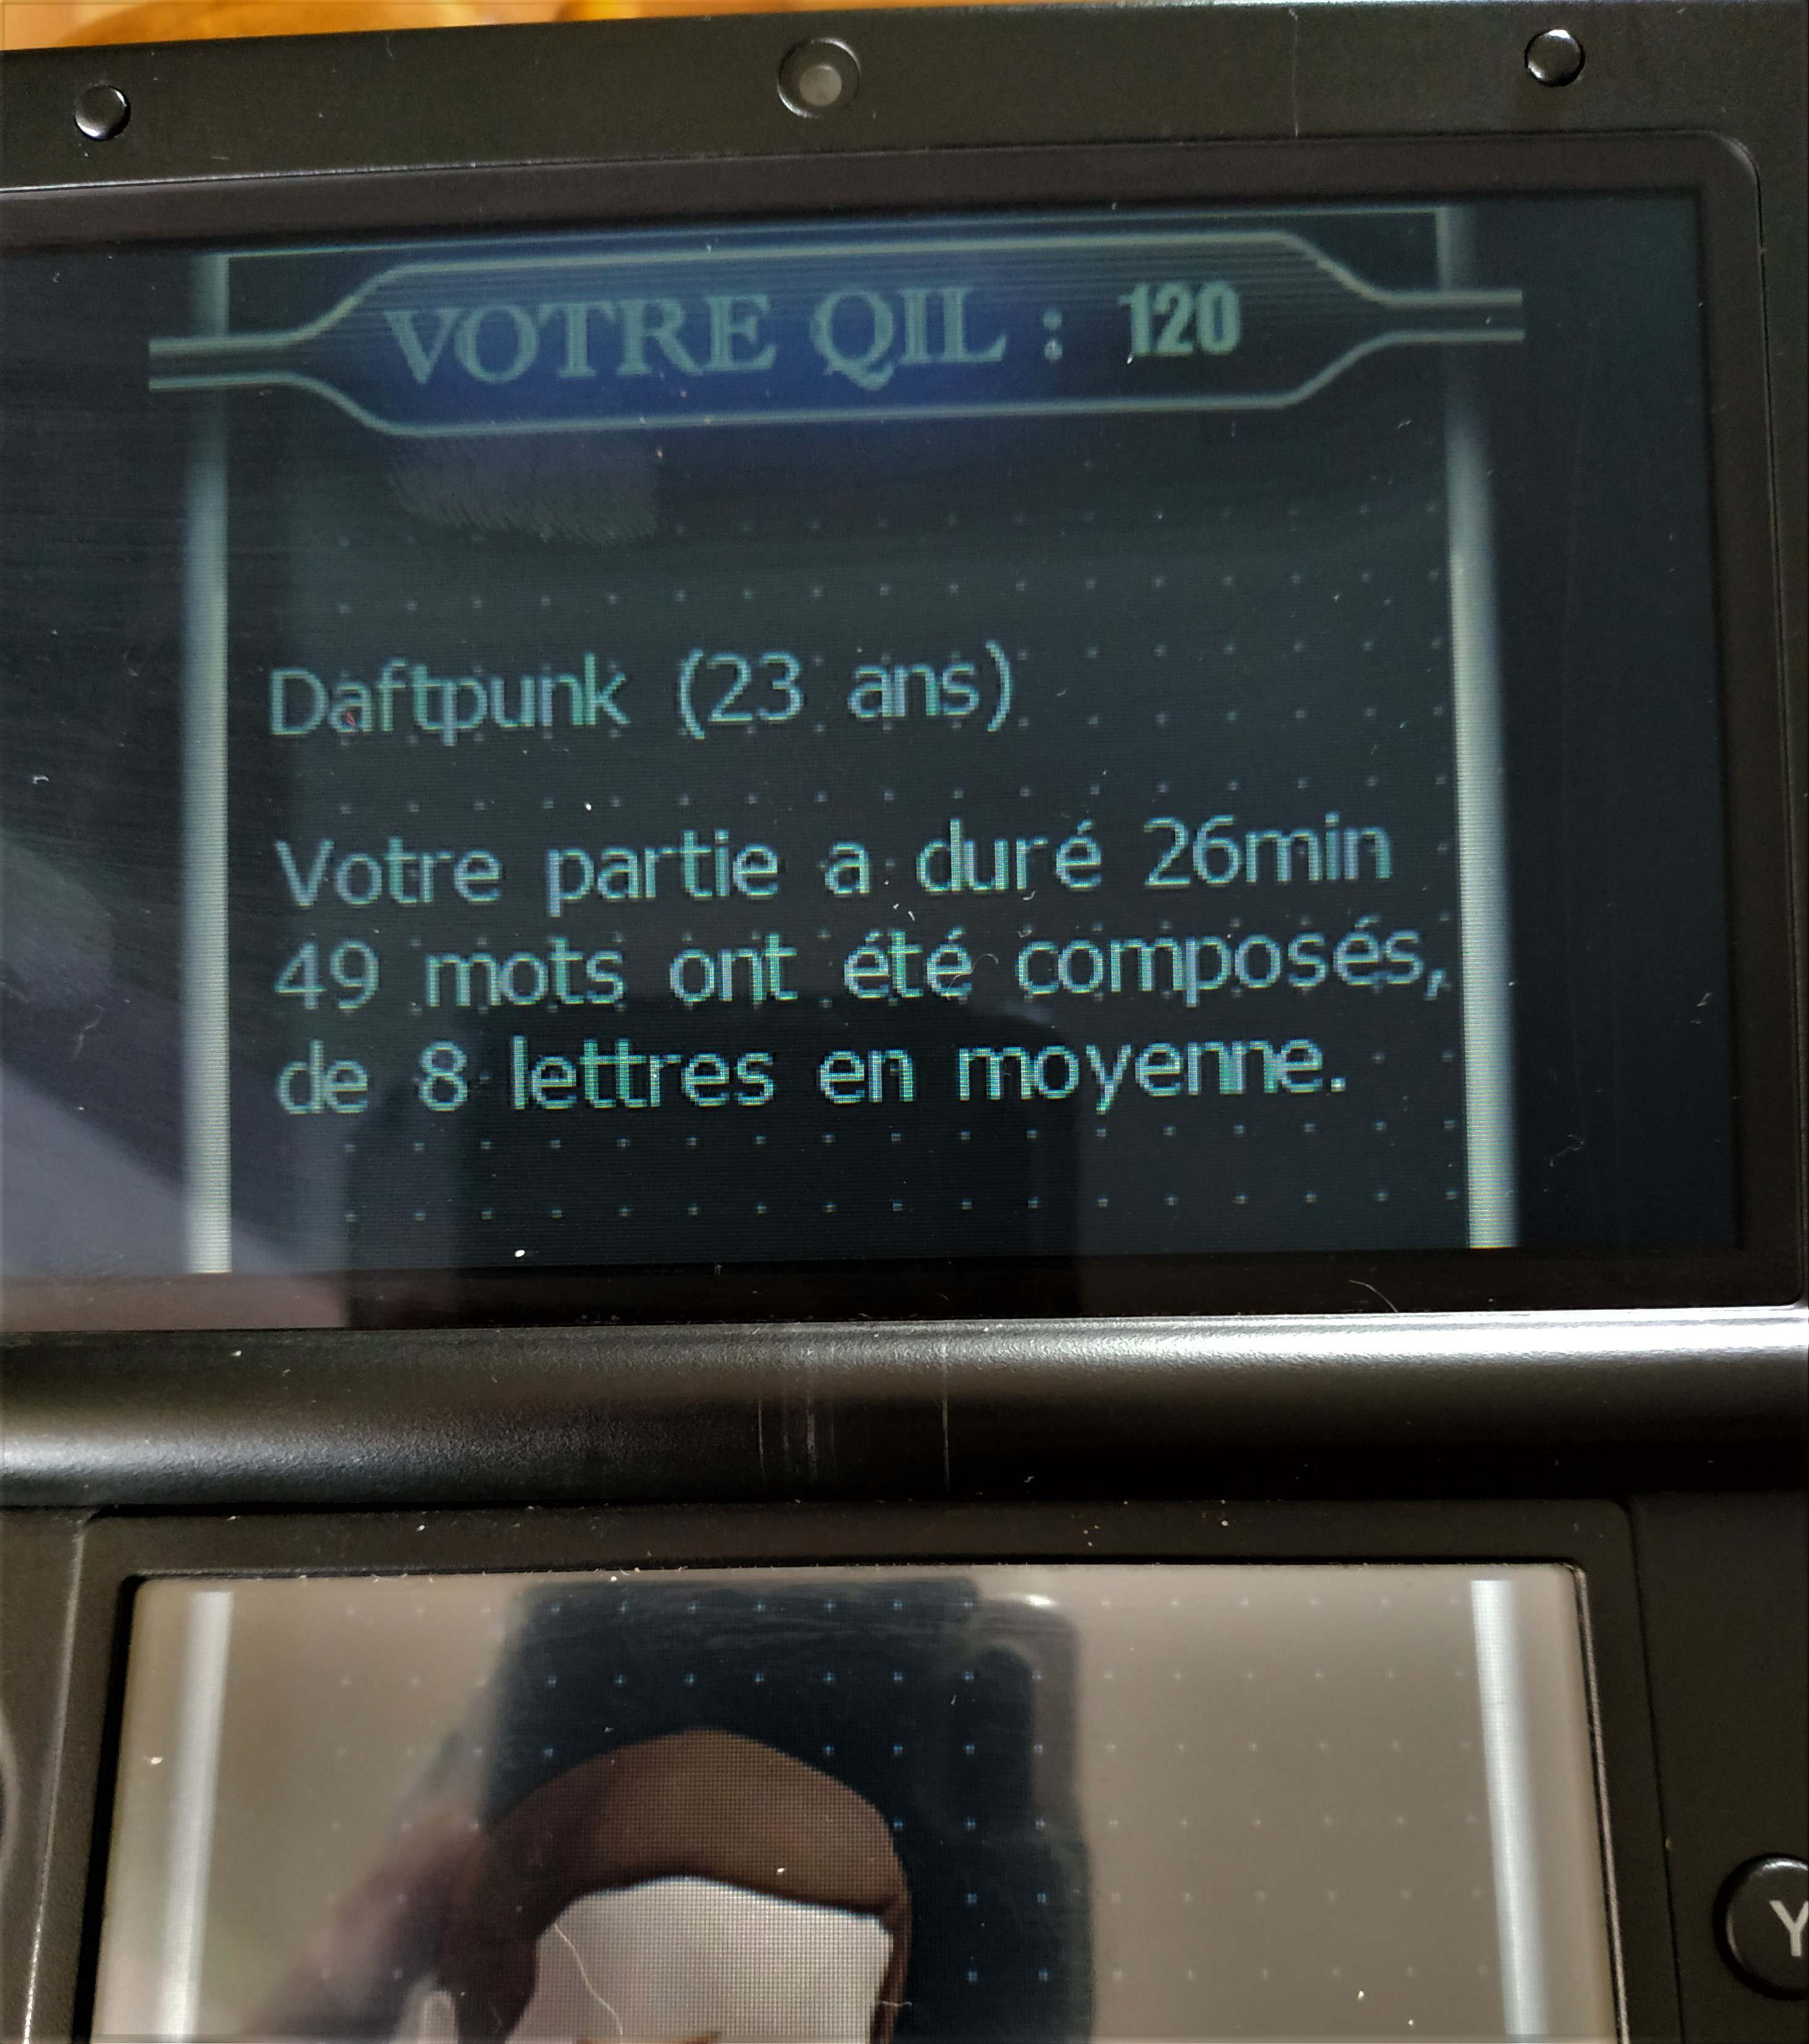 VOTRE QIL : 120
Daftpunk (23 ans)
Votre partie a duré 26min
49 mots ont été composés,
de 8 lettres en moyenne.
Y